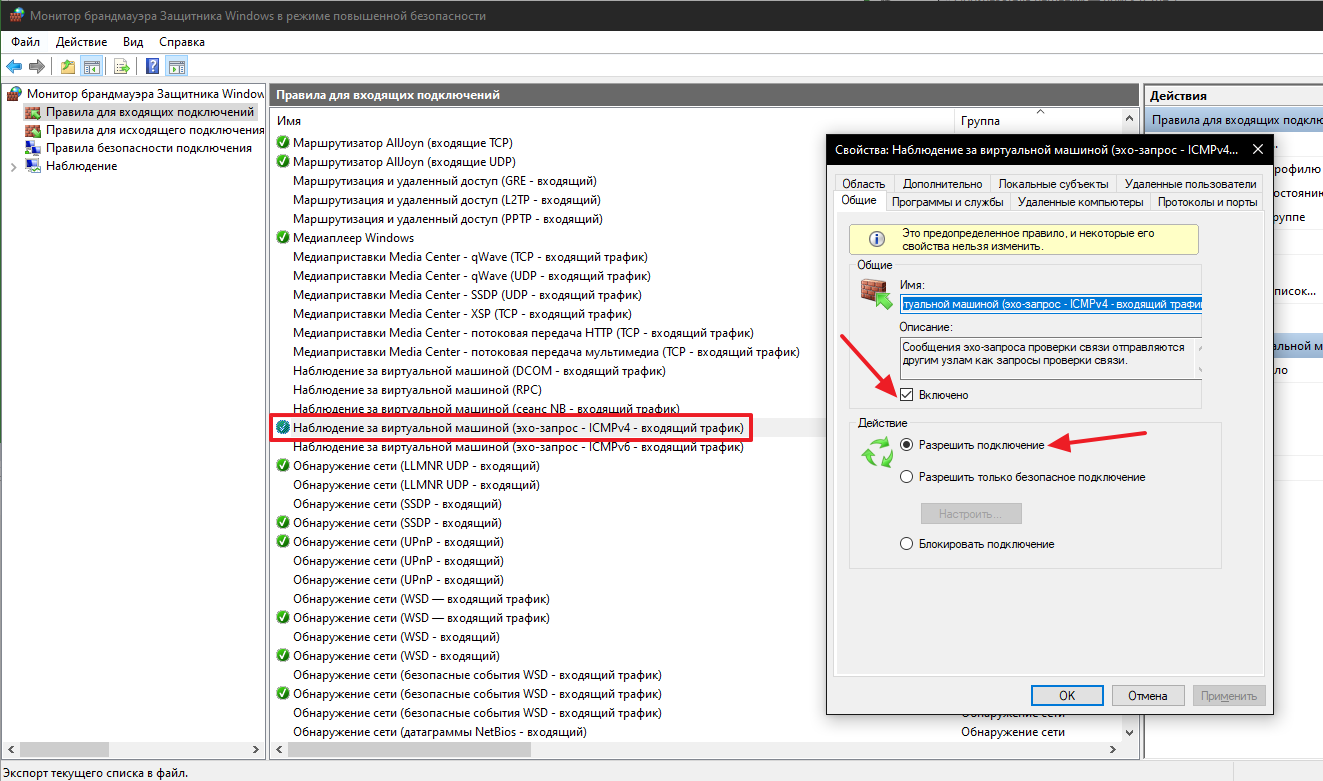 Монитор брандмауэра Защитника Windows в режиме повышенной безопасности
Файл Действие Вид Справка
Монитор брандмауэра Защитника Window
Правила для входящих подключений
Правила для исходящего подключения
Правила безопасности подключения
Наблюдение
Правила для входящих подключений
Имя
Группа
Маршрутизатор AllJoyn (входящие TCP)
Маршрутизатор AllJoyn (входящие UDP)
Маршрутизация и удаленный доступ (GRE - входящий)
Маршрутизация и удаленный доступ (L2TP - входящий)
Маршрутизация и удаленный доступ (PPTP - входящий)
Медиаплеер Windows
Медиаприставки Media Center - qWave (TCP - входящий трафик)
Медиаприставки Media Center - qWave (UDP - входящий трафик)
Медиаприставки Media Center - SSDP (UDP - входящий трафик)
Медиаприставки Media Center - XSP (TCP - входящий трафик)
Медиаприставки Media Center - потоковая передача HTTP (TCP - входящий трафик)
Медиаприставки Media Center - потоковая передача мультимедиа (TCP - входящий трафик)
Наблюдение за виртуальной машиной (DCOM - входящий трафик)
Наблюдение за виртуальной машиной (RPC)
Наблюдение за виртуальной машиной (сеанс NB - входящий трафик)
Наблюдение за виртуальной машиной (эхо-запрос - ICMPv4 - входящий трафик)
Наблюдение за виртуальной машиной (эхо-запрос - ICMPv6 - входящий трафик)
Обнаружение сети (LLMNR UDP - входящий)
Обнаружение сети (LLMNR UDP - входящий)
Обнаружение сети (SSDP - входящий)
Обнаружение сети (SSDP - входящий)
Обнаружение сети (UPnP - входящий)
Обнаружение сети (UPnP - входящий)
Обнаружение сети (UPnP - входящий)
Обнаружение сети (WSD — входящий трафик)
Обнаружение сети (WSD — входящий трафик)
Обнаружение сети (WSD - входящий)
Обнаружение сети (WSD - входящий)
Обнаружение сети (безопасные события WSD - входящий трафик)
Обнаружение сети (безопасные события WSD - входящий трафик)
Обнаружение сети (безопасные события WSD - входящий трафик)
Обнаружение сети (датаграммы NetBios - входящий)
Обнаружение сети
Действия
Правила для входящих подклю
рофилю
остоянию
руппе
писок...
альной м
ло
Свойства: Наблюдение за виртуальной машиной (эхо-запрос - ICMPv4...
Область Дополнительно Локальные субъекты Удаленные пользователи
Общие Программы и службы Удаленные компьютеры Протоколы и порты
Это предопределенное правило, и некоторые его
свойства нельзя изменить.
Общие
Имя:
туальной машиной (эхо-запрос - ICMPv4 - входящий трафи
Описание:
Сообщения эхо-запроса проверки связи отправляются
другим узлам как запросы проверки связи.
Включено
Действие
Разрешить подключение
Разрешить только безопасное подключение
Настроить...
Блокировать подключение
OK Отмена Применить
Экспорт текущего списка в файл.